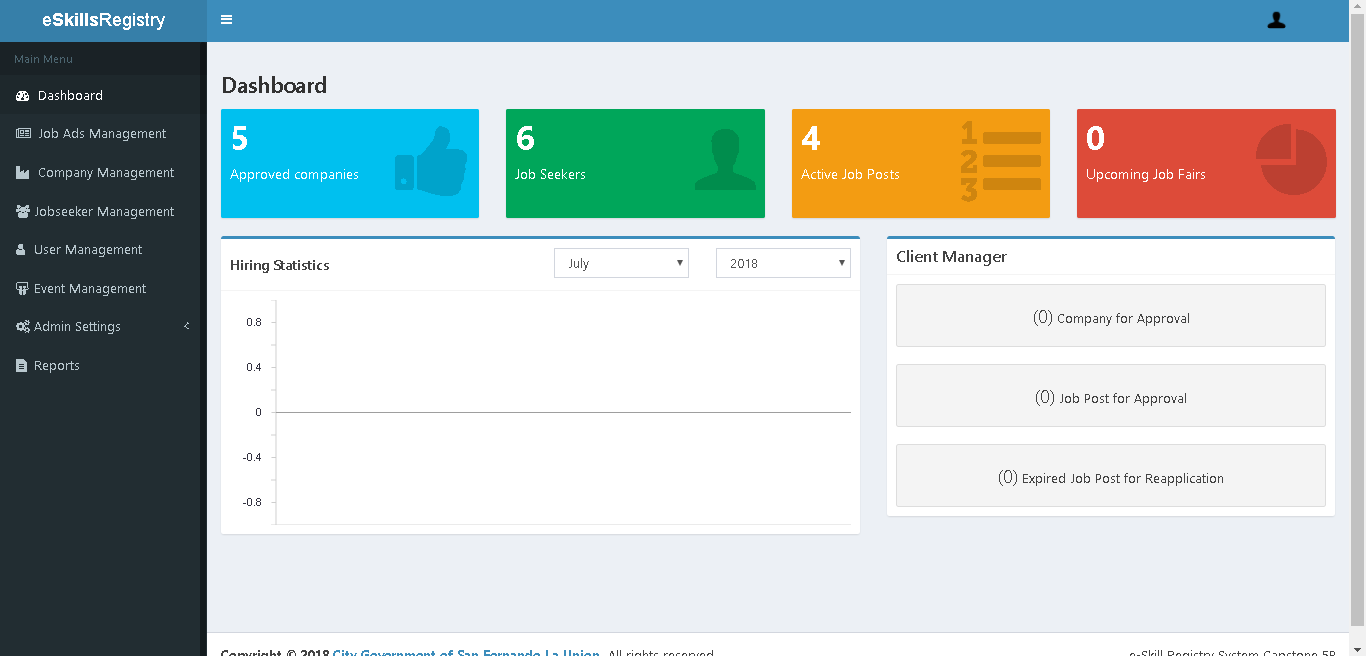 eSkillsRegistry
Main Menu
Dashboard
Job Ads Management
Company Management
Jobseeker Management
User Management
Event Management
Admin Settings
Reports
Dashboard
5
Approved companies
6
Job Seekers
4
Active Job Posts
1
2
3
0
Upcoming Job Fairs
Hiring Statistics
July
2018
0.8
0.4
0
-0.4
-0.8
Client Manager
(0) Company for Approval
(0) Job Post for Approval
(0) Expired Job Post for Reapplication
Copyright © 2018 City Government of San Fernando La Union. All rights reserved.
e-Skill Registry System Capstone